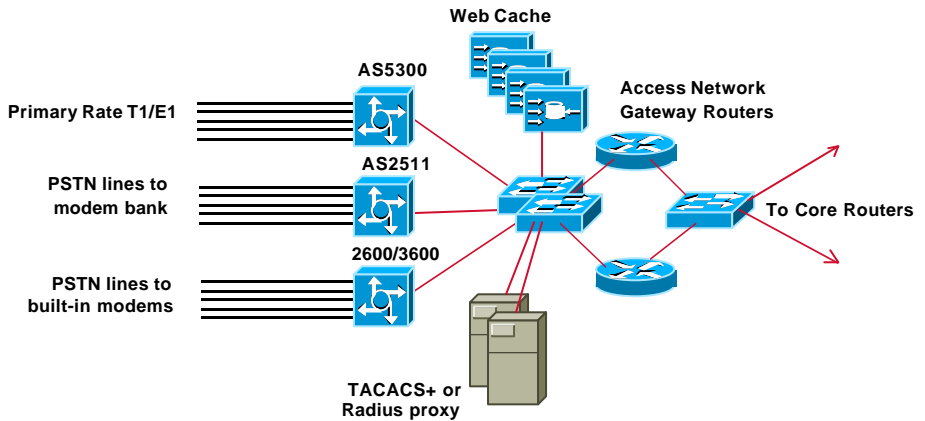 Web Cache
AS5300
Primary Rate T1/E1
Access Network
Gateway Routers
AS2511
PSTN lines to
modem bank
To Core Routers
2600/3600
PSTN lines to
built-in modems
TACACS+ or
Radius proxy